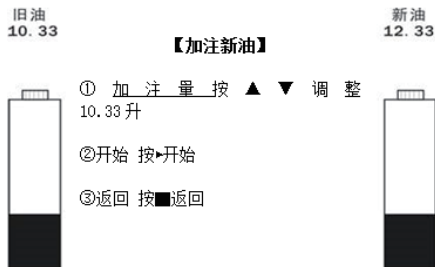 旧油
10.33
新油
12.33
【加注新油】
① 加 注 量 按 ▲ ▼ 调 整
10.33升
②开始 按►开始
③返回 按■返回